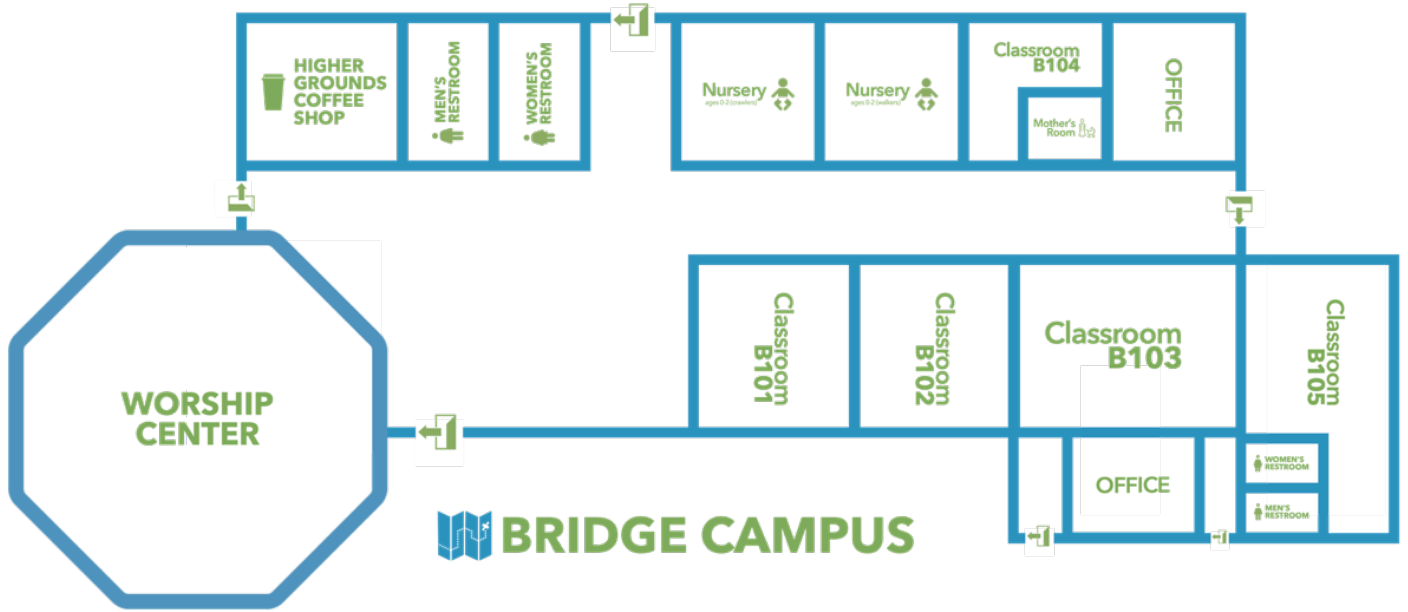 HIGHER
GROUNDS
COFFEE
SHOP
MEN'S
RESTROOM
WOMEN'S
RESTROOM
Nursery
ages 0-2 (crawlers)
Nursery
ages 0-2 (walkers)
Classroom
B104
Mother's
Room
OFFICE
Classroom
B101
Classroom
B102
Classroom
B103
Classroom
B105
WORSHIP
CENTER
WOMEN'S
RESTROOM
OFFICE
MEN'S
RESTROOM
BRIDGE CAMPUS